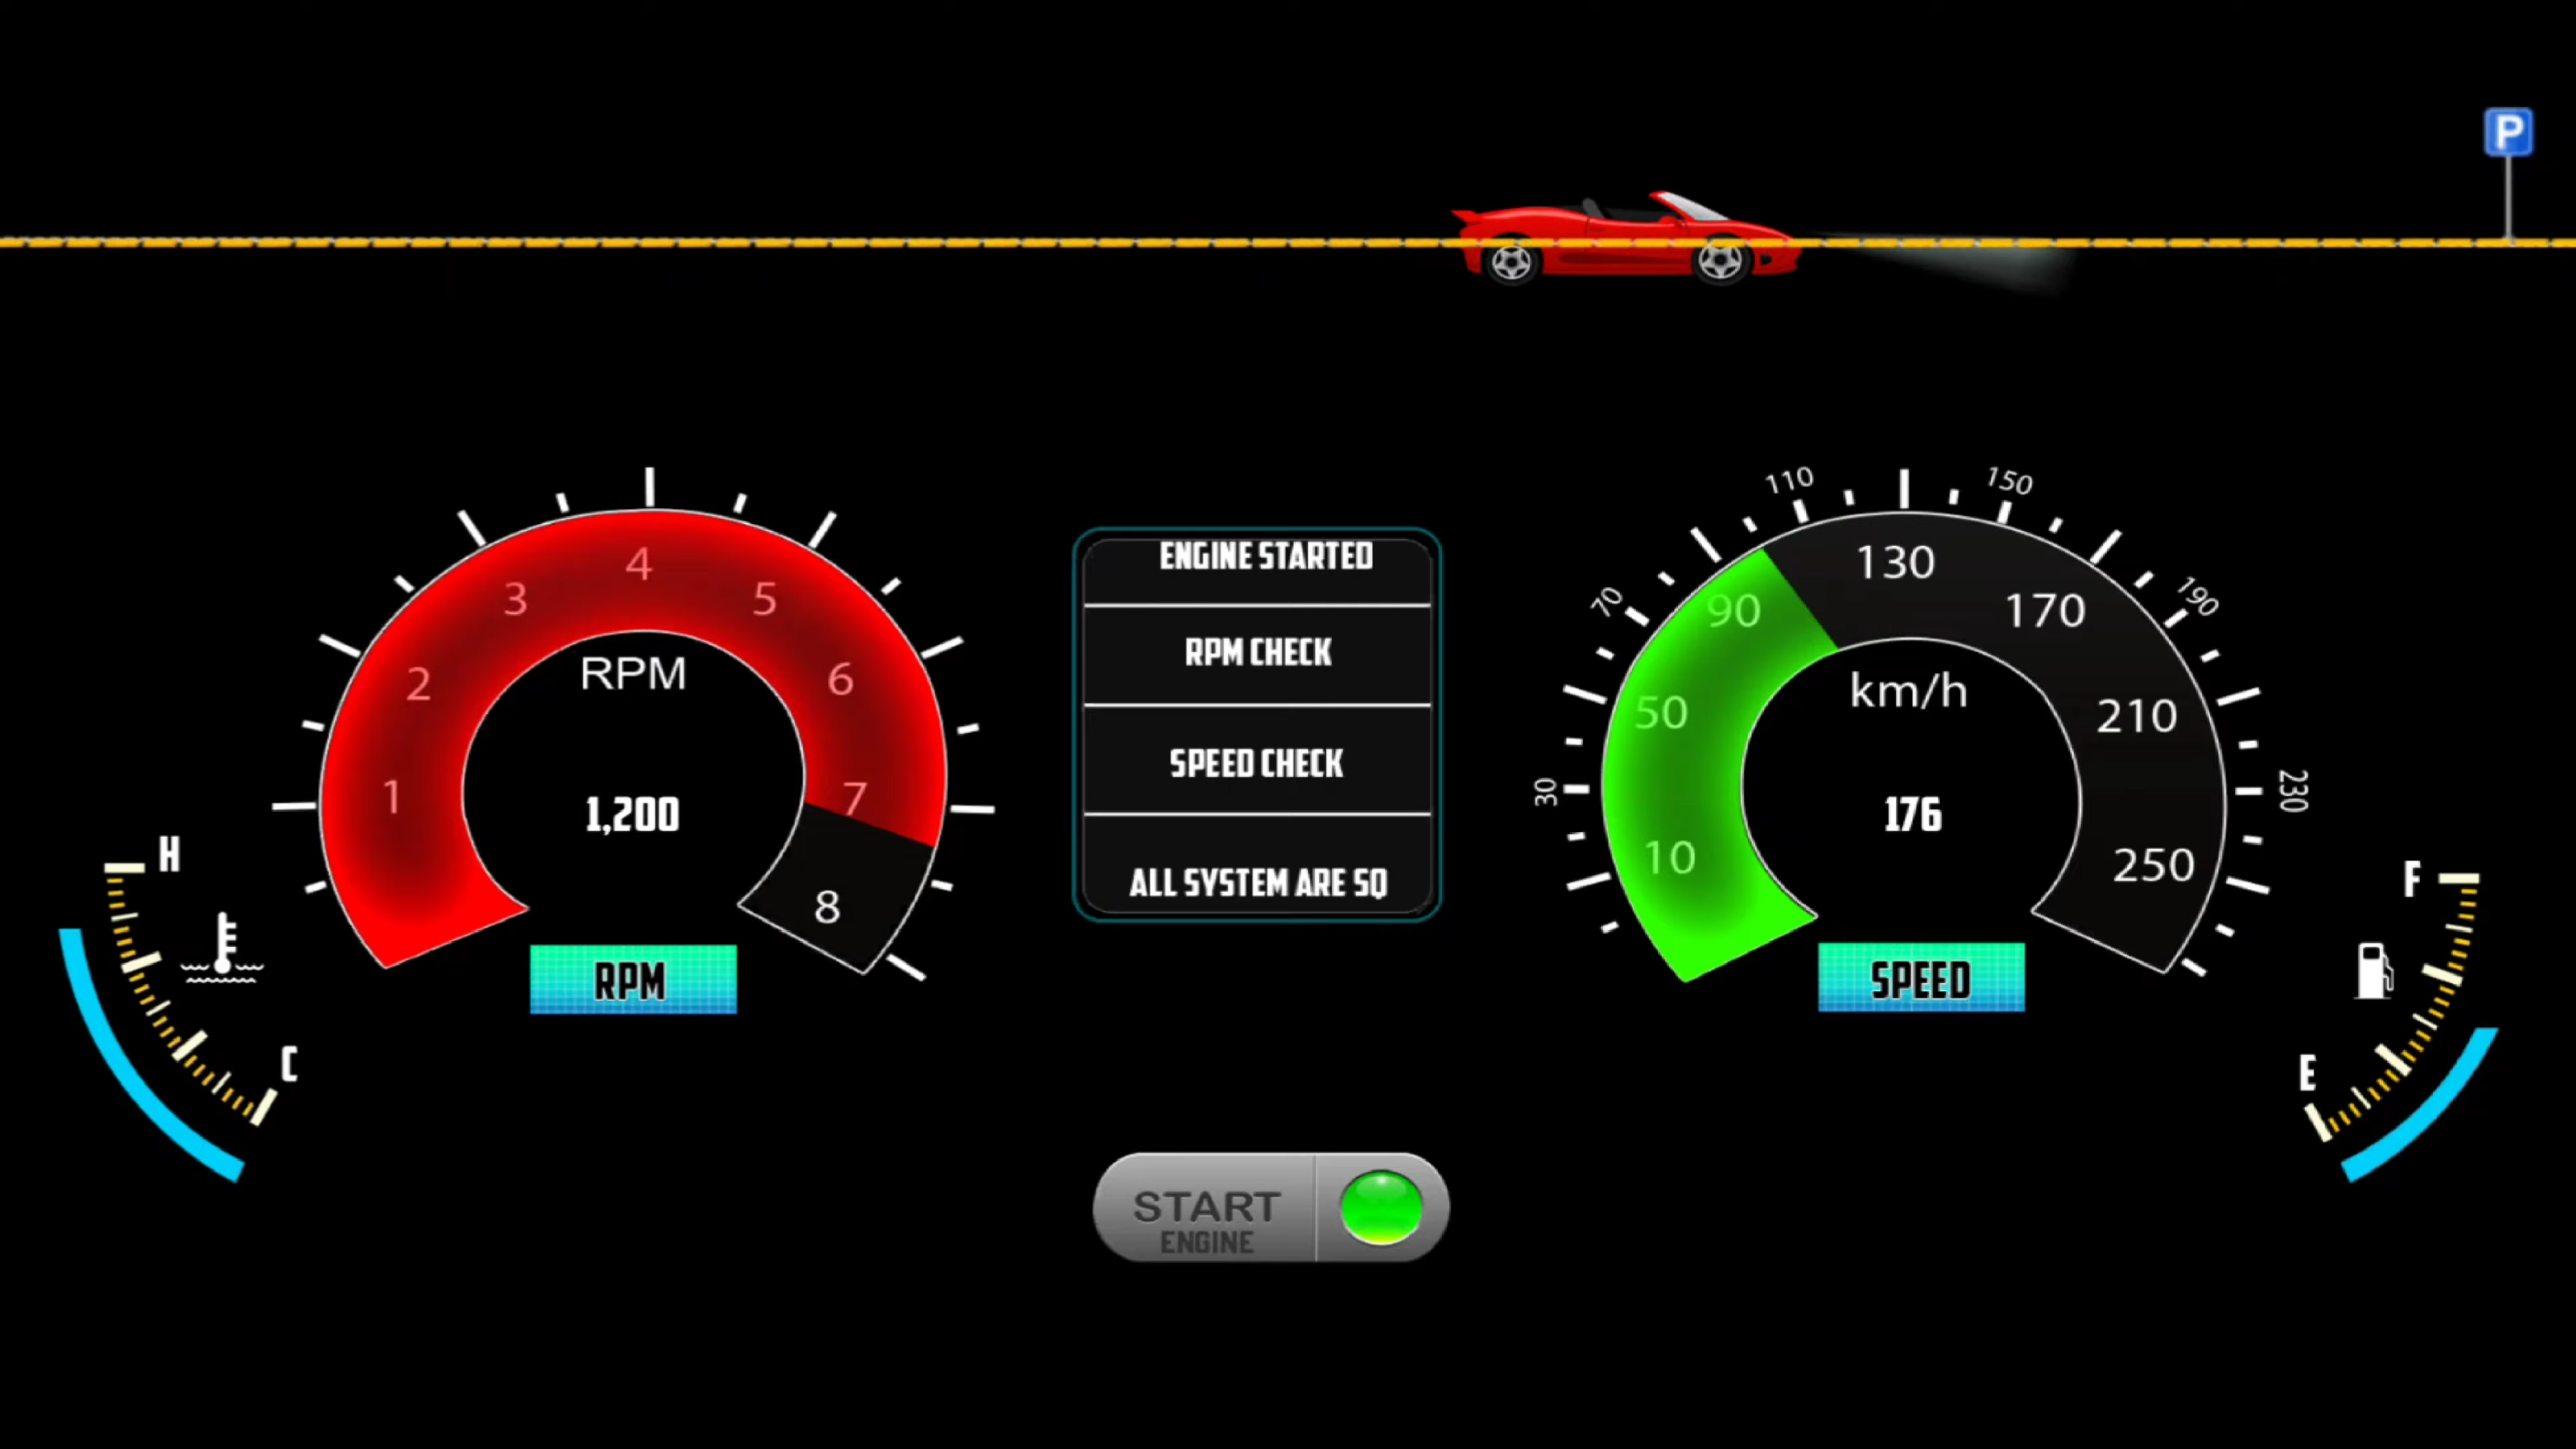 P
110
150
4
130
ENGINE STARTED
3
5
70
190
90
170
RPM CHECK
RPM
2
6
km/h
50
210
SPEED CHECK
1
7
30
230
1,200
176
H
10
250
F
ALL SYSTEM ARE SQ
8
RPM
SPEED
C
E
START
ENGINE